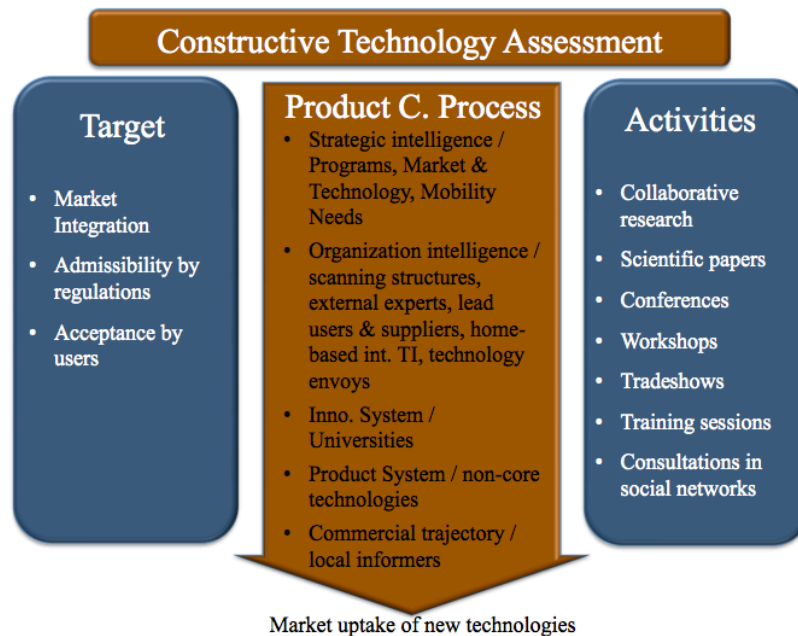 Constructive Technology Assessment
Target
• Market
Integration
• Admissibility by
regulations
• Acceptance by
users
Product C. Process
• Strategic intelligence /
Programs, Market &
Technology, Mobility
Needs
• Organization intelligence /
scanning structures,
external experts, lead
users & suppliers, home-
based int. TI, technology
envoys
• Inno. System /
Universities
• Product System / non-core
technologies
• Commercial trajectory /
local informers
Activities
• Collaborative
research
• Scientific papers
• Conferences
• Workshops
• Tradeshows
• Training sessions
• Consultations in
social networks
Market uptake of new technologies